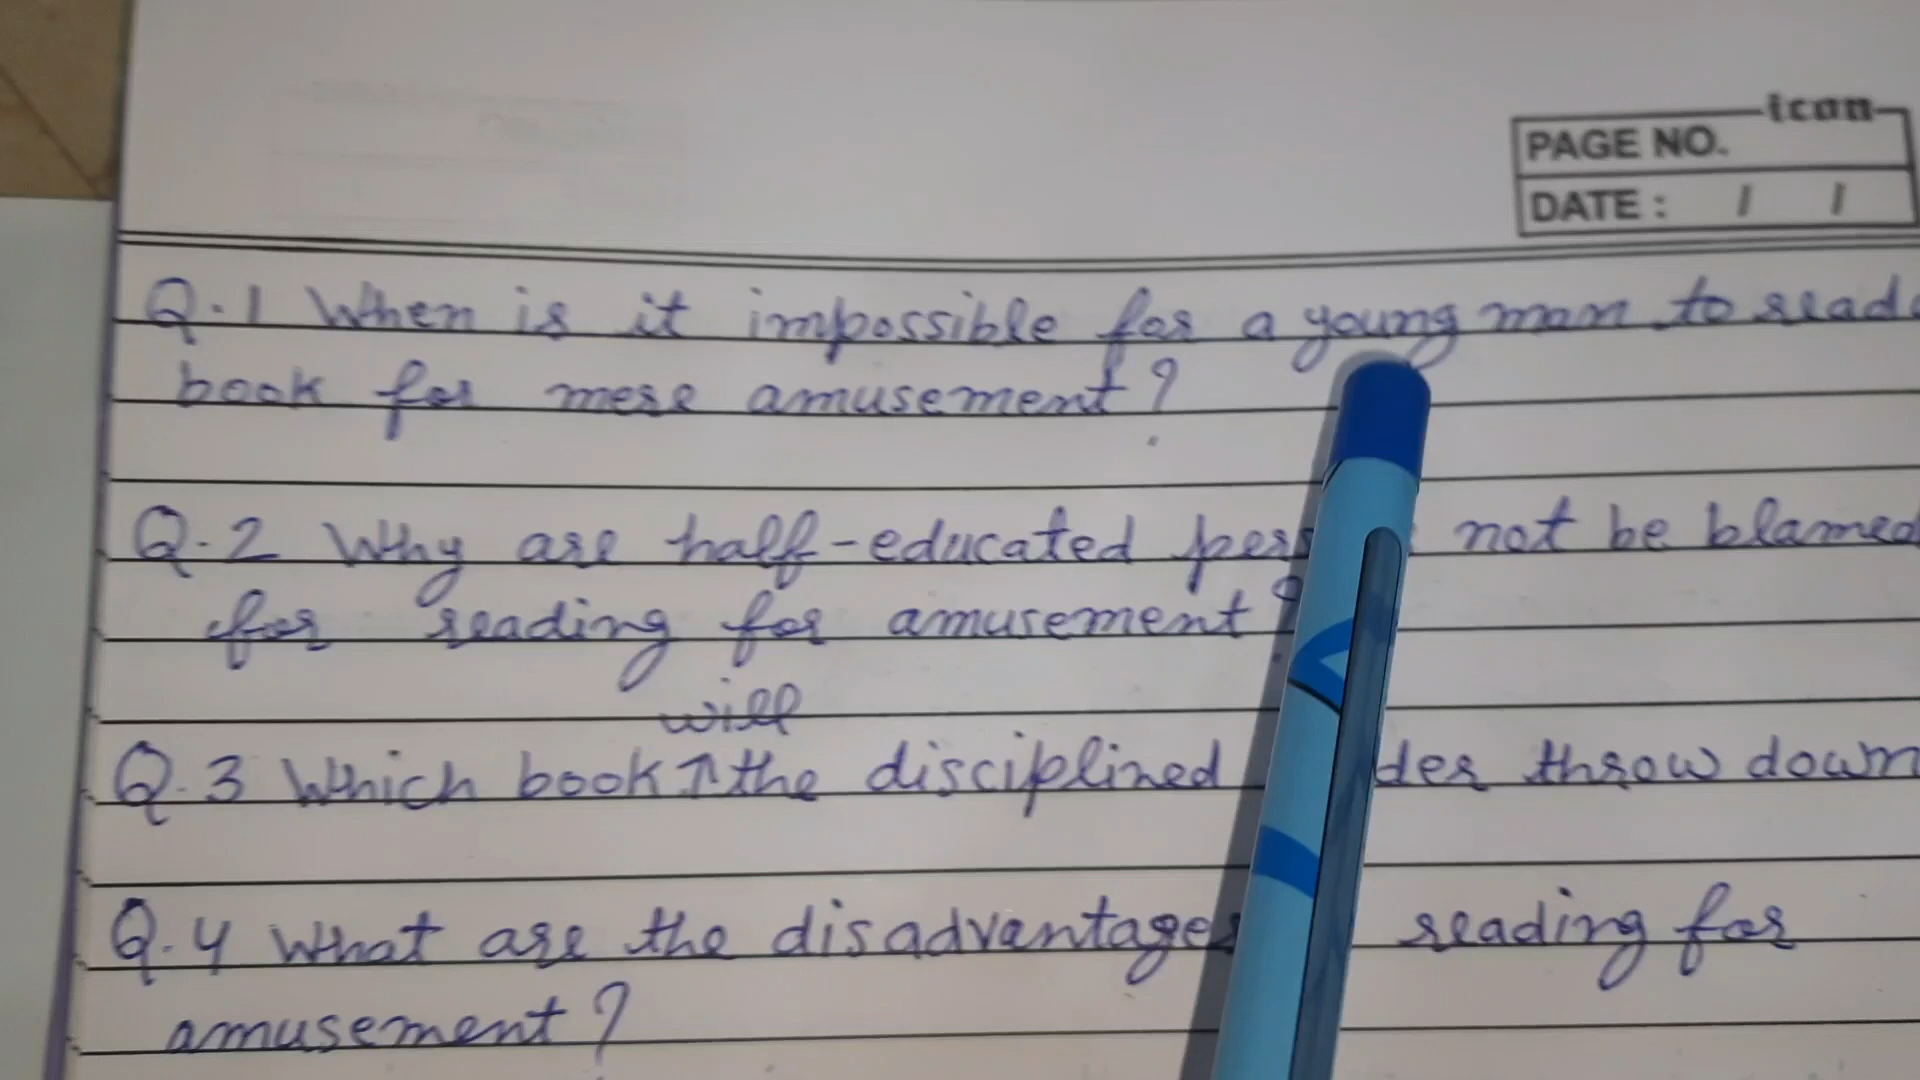 icon
PAGE NO.
DATE : / /
Q.1 When is it impossible for a young man to read
book for mere amusement?
Q.2 Why are half-educated not be blamed
for reading for amusement?
will
Q.3 Which book↑the disciplined throw down
Q.4 What are the disadvantages reading for
amusement?